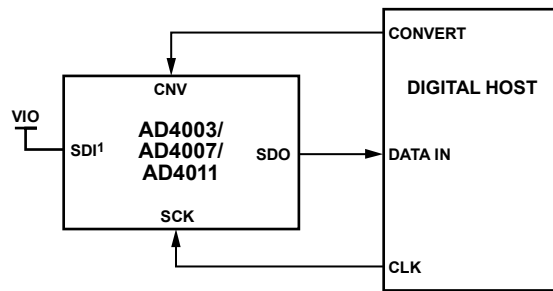 CONVERT
CNV
DIGITAL HOST
VIO
AD4003/
AD4007/
AD4011
SDI¹
SDO
DATA IN
SCK
CLK